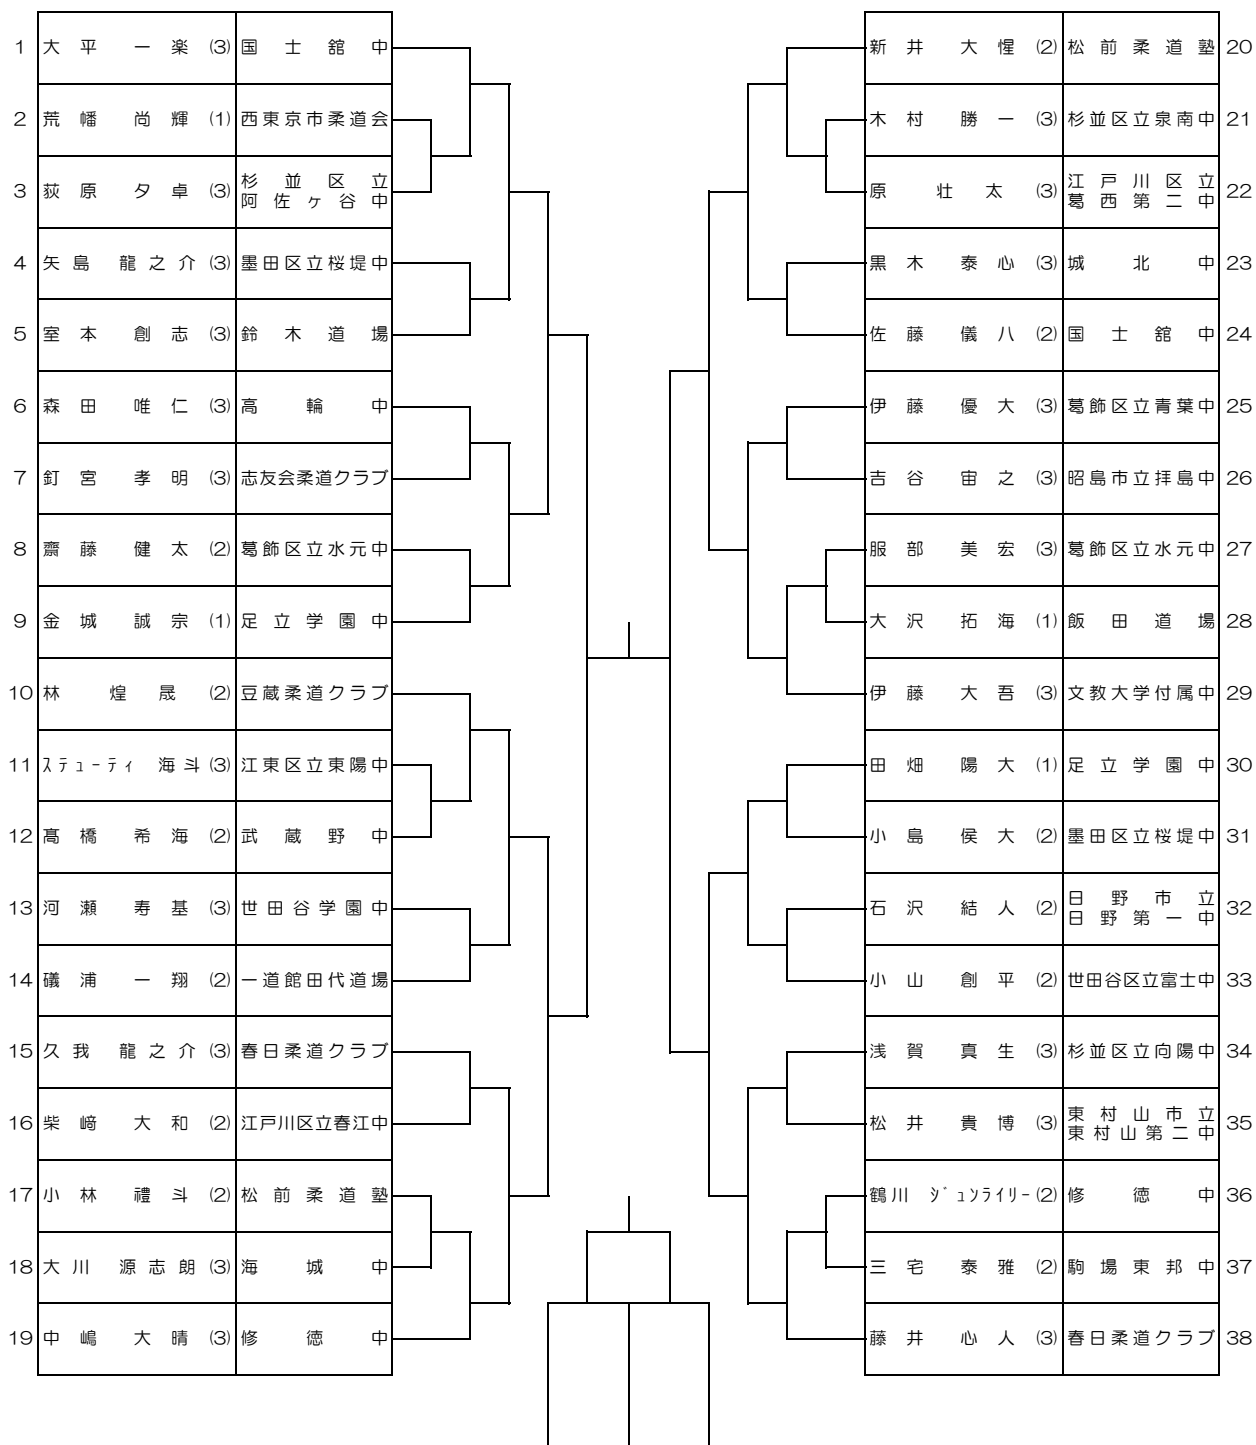 1 大平 一楽 (3) 国士舘中
2 荒幡 尚輝 (1) 西東京市柔道会
3 荻原 夕卓 (3) 杉並区立
阿佐ヶ谷中
4 矢島 龍之介 (3) 墨田区立桜堤中
5 室本 創志 (3) 鈴木道場
6 森田 唯仁 (3) 高輪中
7 釘宮 孝明 (3) 志友会柔道クラブ
8 齋藤 健太 (2) 葛飾区立水元中
9 金城 誠宗 (1) 足立学園中
10 林 煌晟 (2) 豆蔵柔道クラブ
11 ｽﾃｭｰﾃｨ 海斗 (3) 江東区立東陽中
12 髙橋 希海 (2) 武蔵野中
13 河瀬 寿基 (3) 世田谷学園中
14 礒浦 一翔 (2) 一道館田代道場
15 久我 龍之介 (3) 春日柔道クラブ
16 柴﨑 大和 (2) 江戸川区立春江中
17 小林 禮斗 (2) 松前柔道塾
18 大川 源志朗 (3) 海城中
19 中嶋 大晴 (3) 修徳中
新井 大惺 (2) 松前柔道塾 20
木村 勝一 (3) 杉並区立泉南中 21
原 壮太 (3) 江戸川区立
葛西第二中 22
黒木 泰心 (3) 城北中 23
佐藤 儀八 (2) 国士舘中 24
伊藤 優大 (3) 葛飾区立青葉中 25
吉谷 宙之 (3) 昭島市立拝島中 26
服部 美宏 (3) 葛飾区立水元中 27
大沢 拓海 (1) 飯田道場 28
伊藤 大吾 (3) 文教大学付属中 29
田畑 陽大 (1) 足立学園中 30
小島 侯大 (2) 墨田区立桜堤中 31
石沢 結人 (2) 日野市立
日野第一中 32
小山 創平 (2) 世田谷区立富士中 33
浅賀 真生 (3) 杉並区立向陽中 34
松井 貴博 (3) 東村山市立
東村山第二中 35
鶴川 ｼﾞｭﾝﾗｲﾘｰ (2) 修徳中 36
三宅 泰雅 (2) 駒場東邦中 37
藤井 心人 (3) 春日柔道クラブ 38